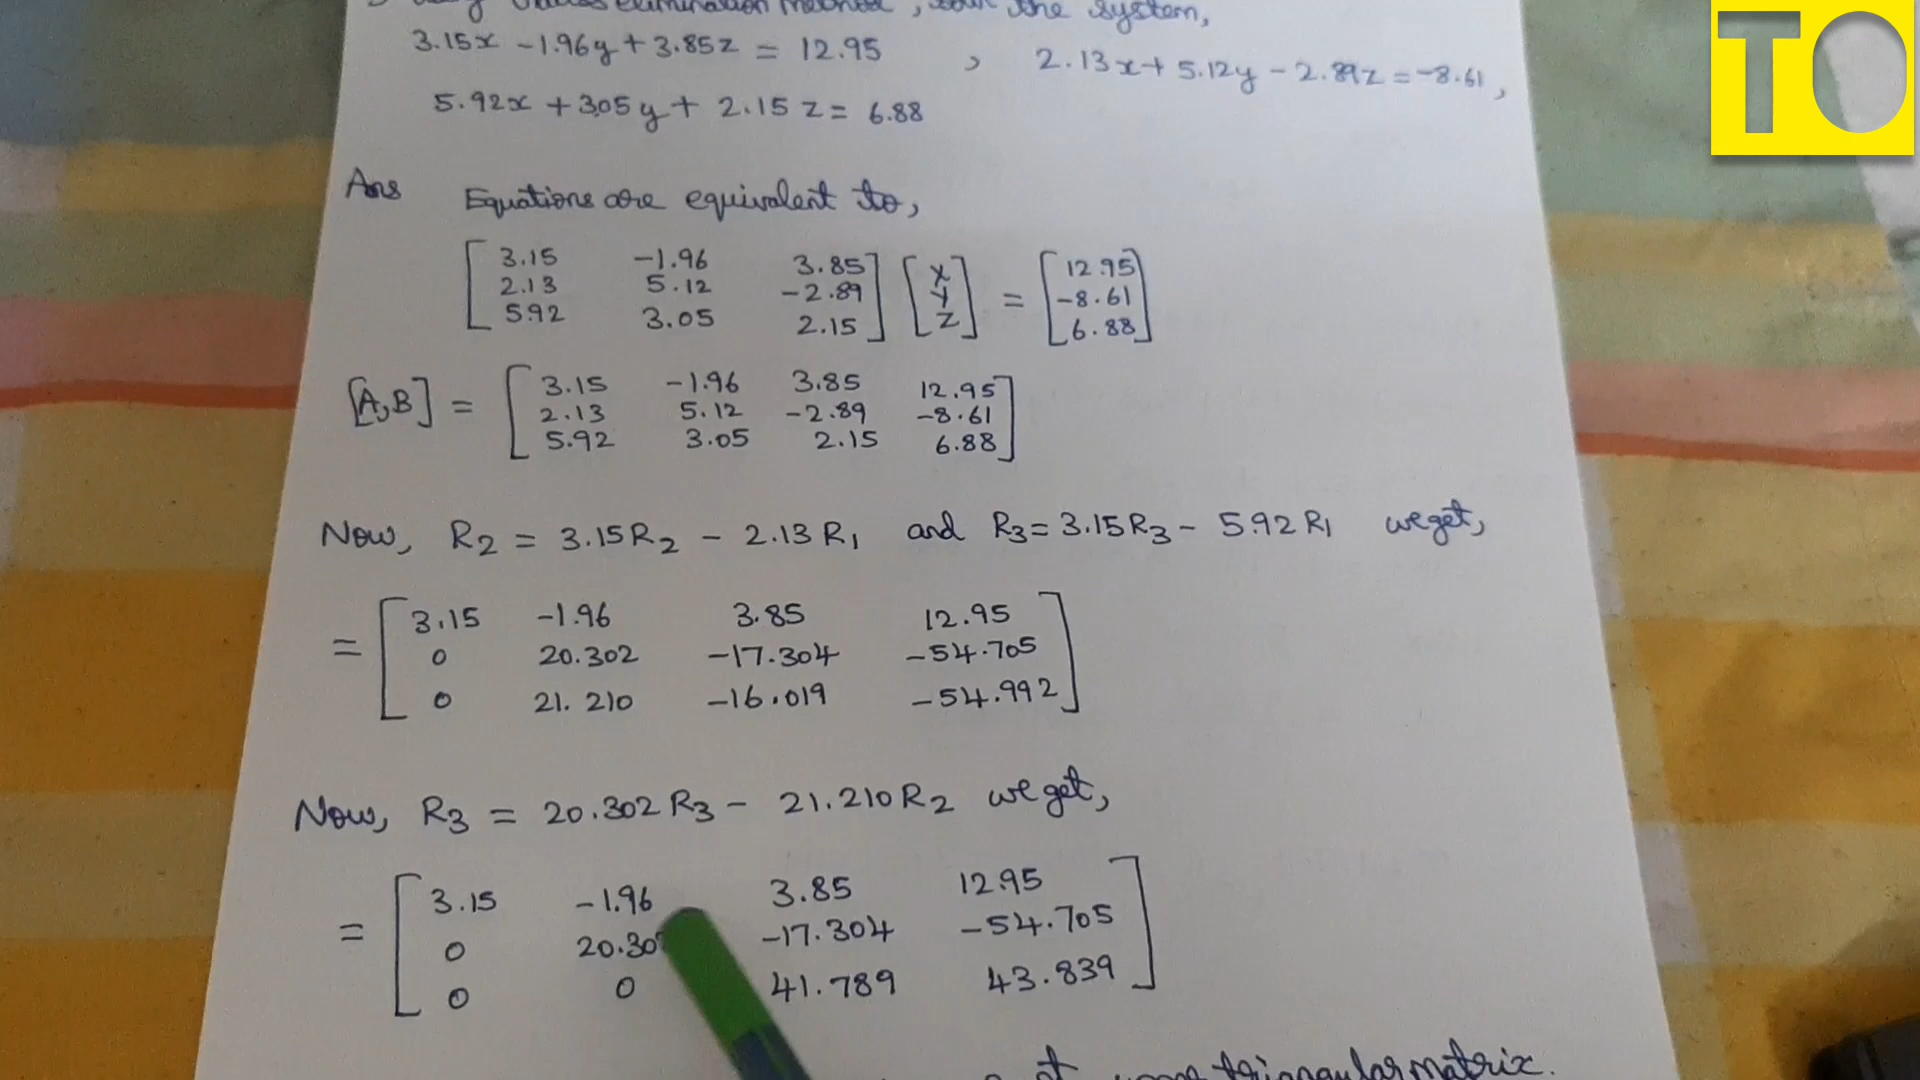 elimination method, the system,
3.15x - 1.96y + 3.85z = 12.95 , 2.13x + 5.12y - 2.89z = -8.61,
5.92x + 3.05y + 2.15z = 6.88
Ans Equations are equivalent to,
3.15 -1.96 3.85 x 12.95
2.13 5.12 -2.89 y = -8.61
5.92 3.05 2.15 z 6.88
[A,B] = 3.15 -1.96 3.85 12.95
2.13 5.12 -2.89 -8.61
5.92 3.05 2.15 6.88
Now, R2 = 3.15R2 - 2.13R1 and R3 = 3.15R3 - 5.92R1 we get,
= 3.15 -1.96 3.85 12.95
0 20.302 -17.304 -54.705
0 21.210 -16.019 -54.992
Now, R3 = 20.302R3 - 21.210R2 we get,
= 3.15 -1.96 3.85 12.95
0 20.30 -17.304 -54.705
0 0 41.789 43.839
triangular matrix.
TO